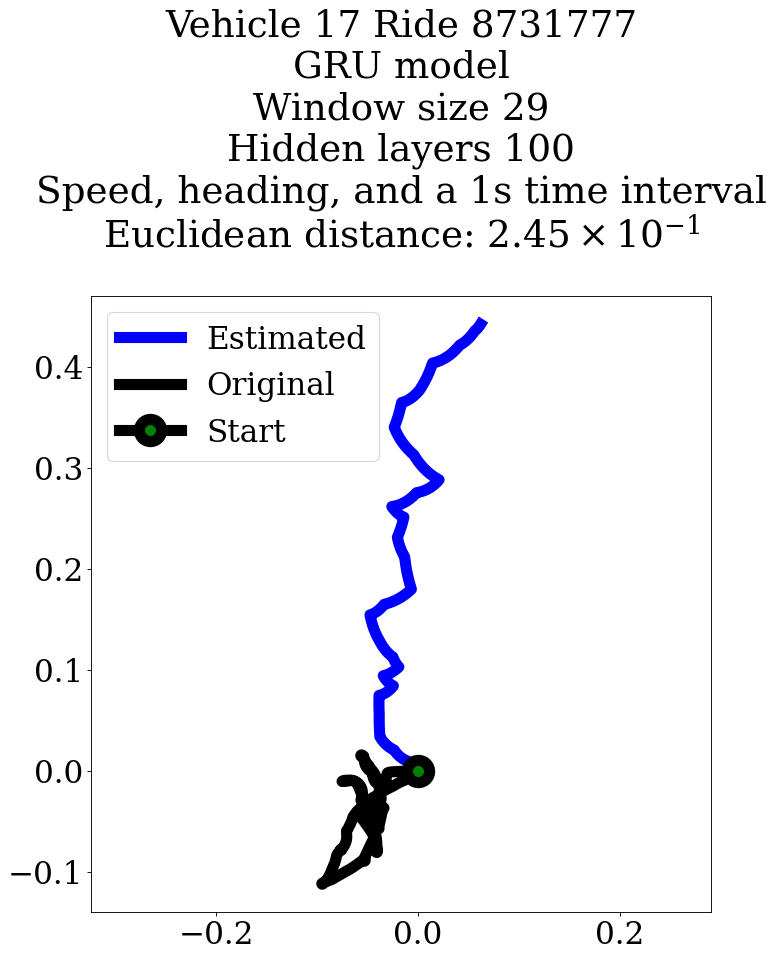 Vehicle 17 Ride 8731777
GRU model
Window size 29
Hidden layers 100
Speed, heading, and a 1s time interval
Euclidean distance: 2.45 × 10⁻¹
Estimated
Original
Start
0.4
0.3
0.2
0.1
0.0
−0.1
−0.2
0.0
0.2